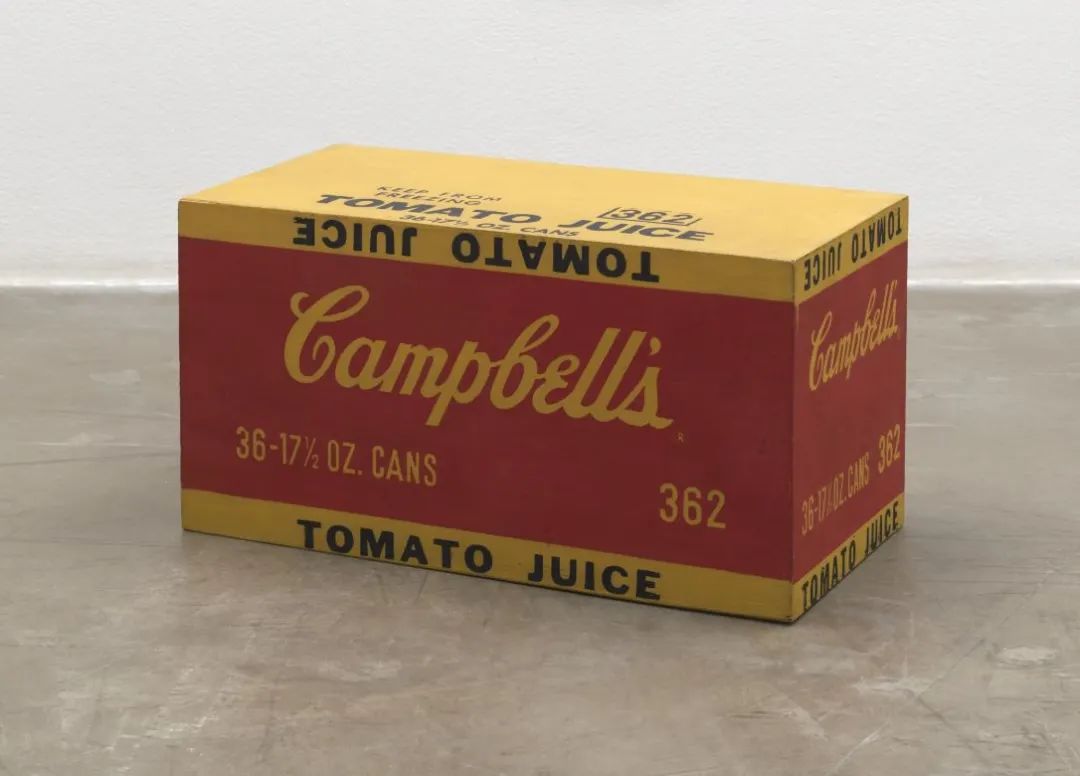 KEEP FROM
FREEZING
TOMATO JUICE
362
36-17½ OZ. CANS
TOMATO JUICE
Campbell's
R
36-17½ OZ. CANS
362
TOMATO JUICE
TOMATO JUICE
Campbell's
36-17½ OZ. CANS 362
TOMATO JUICE